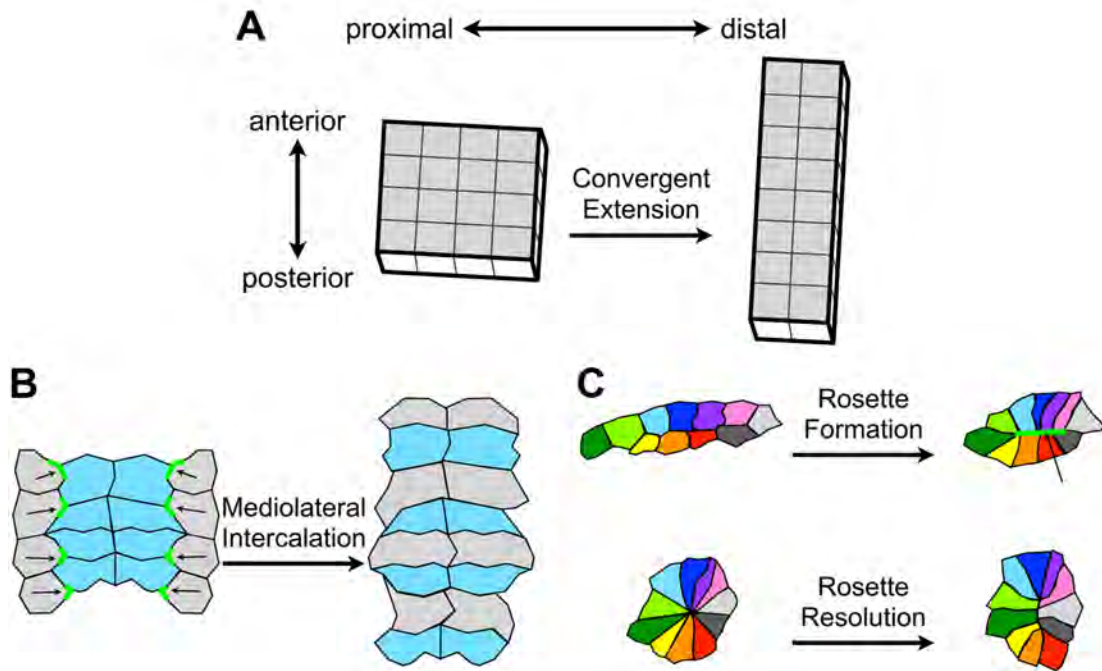 A
proximal
distal
anterior
posterior
Convergent
Extension
B
Mediolateral
Intercalation
C
Rosette
Formation
Rosette
Resolution